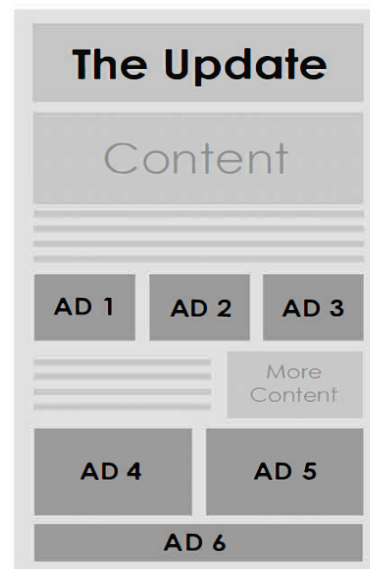 The Update
Content
AD 1 AD 2 AD 3
More
Content
AD 4 AD 5
AD 6